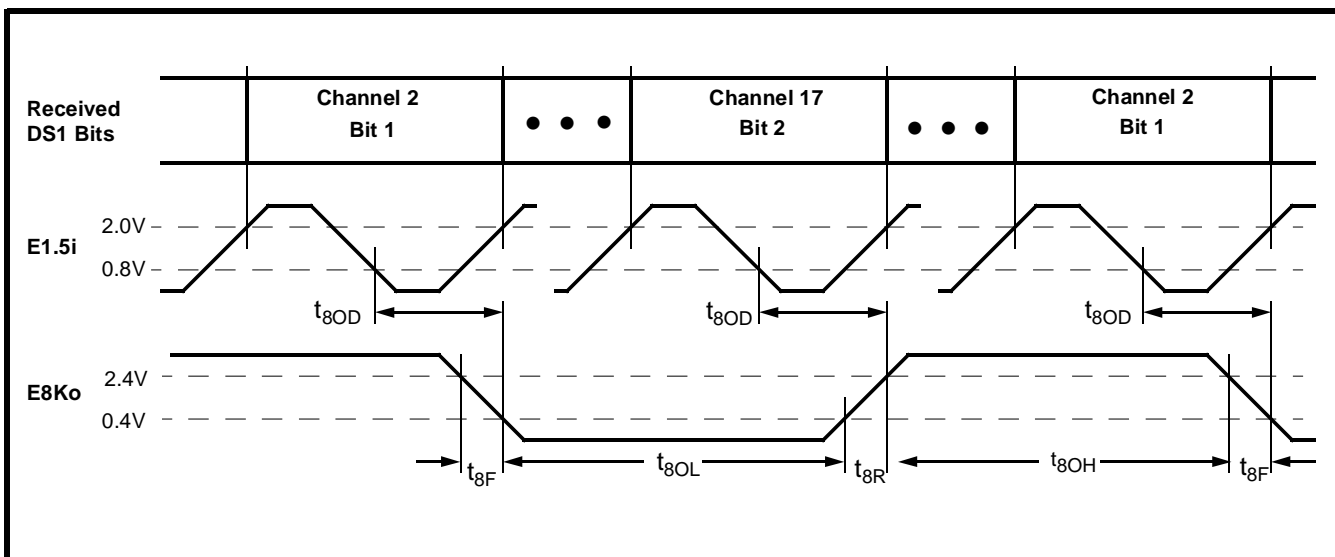 Received
DS1 Bits
Channel 2
Bit 1
● ● ●
Channel 17
Bit 2
● ● ●
Channel 2
Bit 1
E1.5i
2.0V
0.8V
t8OD
t8OD
t8OD
E8Ko
2.4V
0.4V
t8F
t8OL
t8R
t8OH
t8F